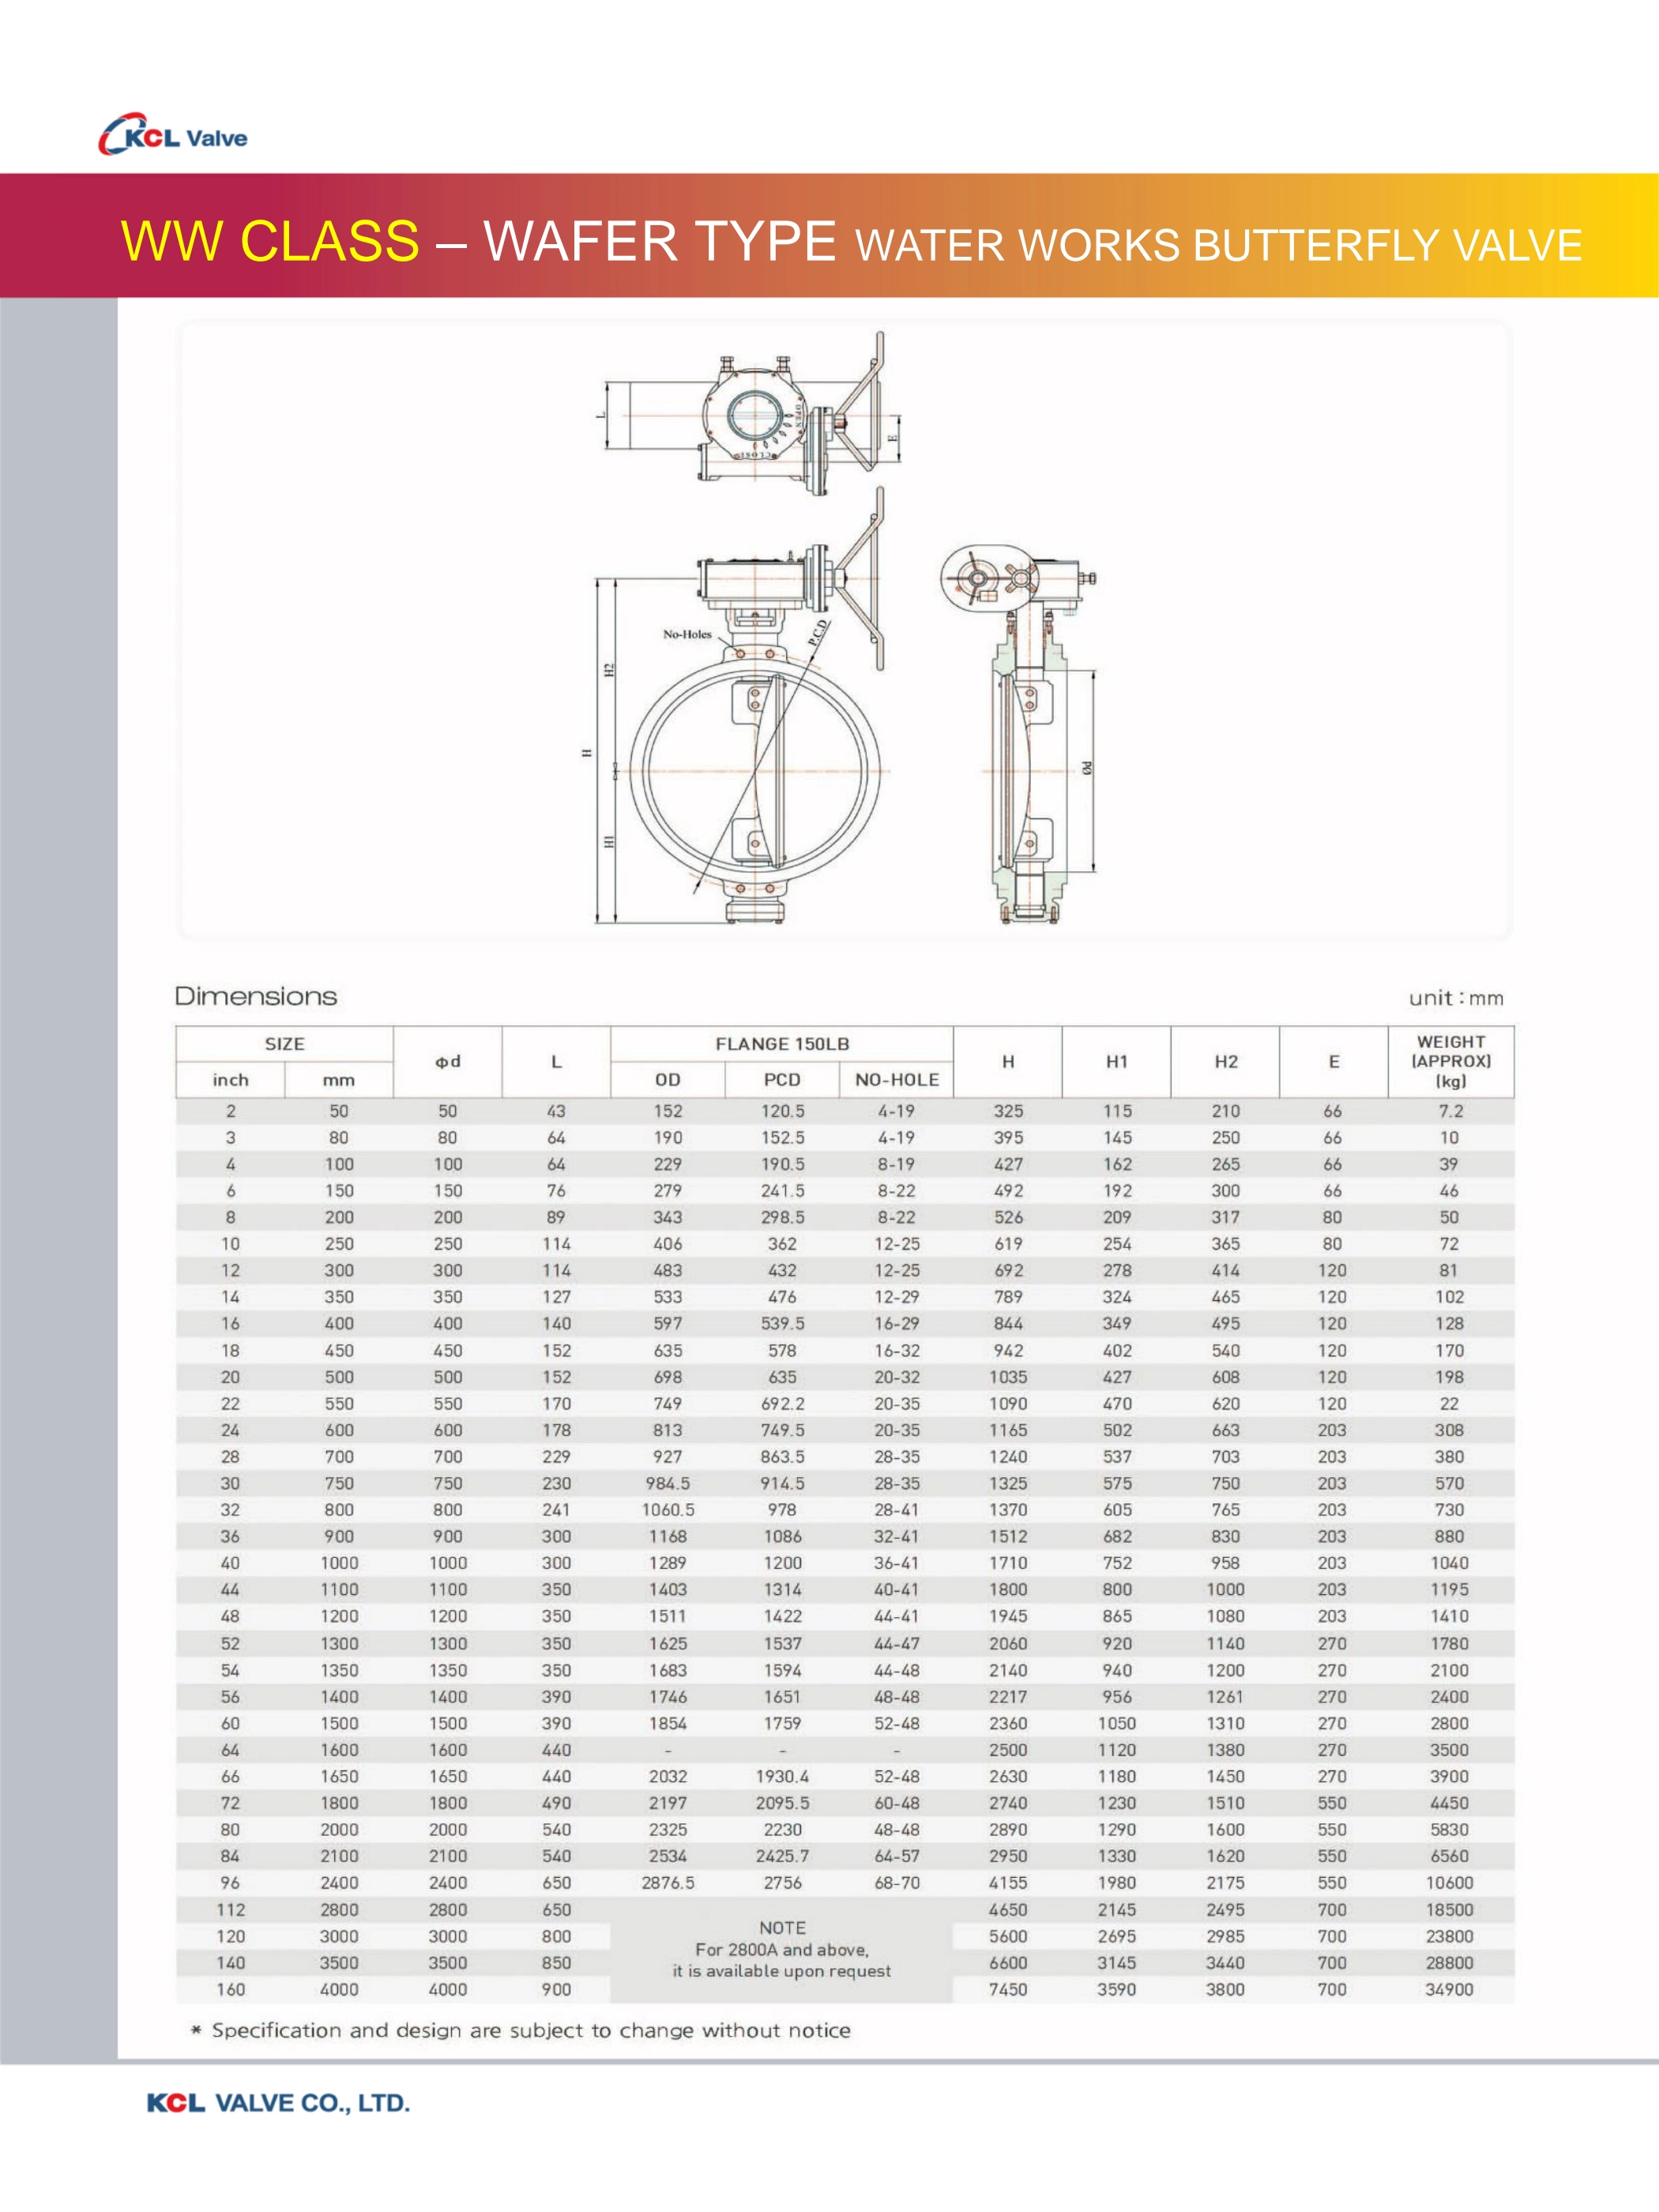 KCL Valve
WW CLASS – WAFER TYPE WATER WORKS BUTTERFLY VALVE
L
OPEN
CLOSE
E
No-Holes
P.C.D
H2
H
H1
Ød
Dimensions
unit : mm
SIZE φd L FLANGE 150LB H H1 H2 E WEIGHT (APPROX) (kg)
inch mm OD PCD NO-HOLE
2 50 50 43 152 120.5 4-19 325 115 210 66 7.2
3 80 80 64 190 152.5 4-19 395 145 250 66 10
4 100 100 64 229 190.5 8-19 427 162 265 66 39
6 150 150 76 279 241.5 8-22 492 192 300 66 46
8 200 200 89 343 298.5 8-22 526 209 317 80 50
10 250 250 114 406 362 12-25 619 254 365 80 72
12 300 300 114 483 432 12-25 692 278 414 120 81
14 350 350 127 533 476 12-29 789 324 465 120 102
16 400 400 140 597 539.5 16-29 844 349 495 120 128
18 450 450 152 635 578 16-32 942 402 540 120 170
20 500 500 152 698 635 20-32 1035 427 608 120 198
22 550 550 170 749 692.2 20-35 1090 470 620 120 22
24 600 600 178 813 749.5 20-35 1165 502 663 203 308
28 700 700 229 927 863.5 28-35 1240 537 703 203 380
30 750 750 230 984.5 914.5 28-35 1325 575 750 203 570
32 800 800 241 1060.5 978 28-41 1370 605 765 203 730
36 900 900 300 1168 1086 32-41 1512 682 830 203 880
40 1000 1000 300 1289 1200 36-41 1710 752 958 203 1040
44 1100 1100 350 1403 1314 40-41 1800 800 1000 203 1195
48 1200 1200 350 1511 1422 44-41 1945 865 1080 203 1410
52 1300 1300 350 1625 1537 44-47 2060 920 1140 270 1780
54 1350 1350 350 1683 1594 44-48 2140 940 1200 270 2100
56 1400 1400 390 1746 1651 48-48 2217 956 1261 270 2400
60 1500 1500 390 1854 1759 52-48 2360 1050 1310 270 2800
64 1600 1600 440 - - - 2500 1120 1380 270 3500
66 1650 1650 440 2032 1930.4 52-48 2630 1180 1450 270 3900
72 1800 1800 490 2197 2095.5 60-48 2740 1230 1510 550 4450
80 2000 2000 540 2325 2230 48-48 2890 1290 1600 550 5830
84 2100 2100 540 2534 2425.7 64-57 2950 1330 1620 550 6560
96 2400 2400 650 2876.5 2756 68-70 4155 1980 2175 550 10600
112 2800 2800 650 4650 2145 2495 700 18500
120 3000 3000 800 5600 2695 2985 700 23800
140 3500 3500 850 6600 3145 3440 700 28800
160 4000 4000 900 7450 3590 3800 700 34900
NOTE
For 2800A and above,
it is available upon request
* Specification and design are subject to change without notice
KCL VALVE CO., LTD.